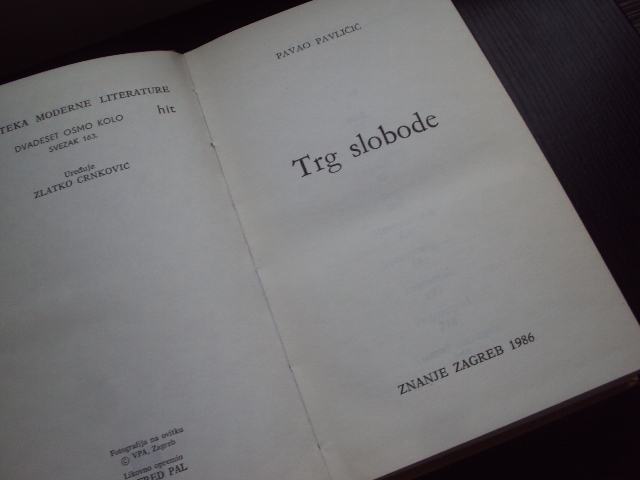 TEKA MODERNE LITERATURE
hit
DVADESET OSMO KOLO
SVEZAK 163.
Uređuje
ZLATKO CRNKOVIĆ
Fotografija na ovitku
© VPA, Zagreb
Likovno opremio
RED PAL
PAVAO PAVLIČIĆ
Trg slobode
ZNANJE ZAGREB 1986